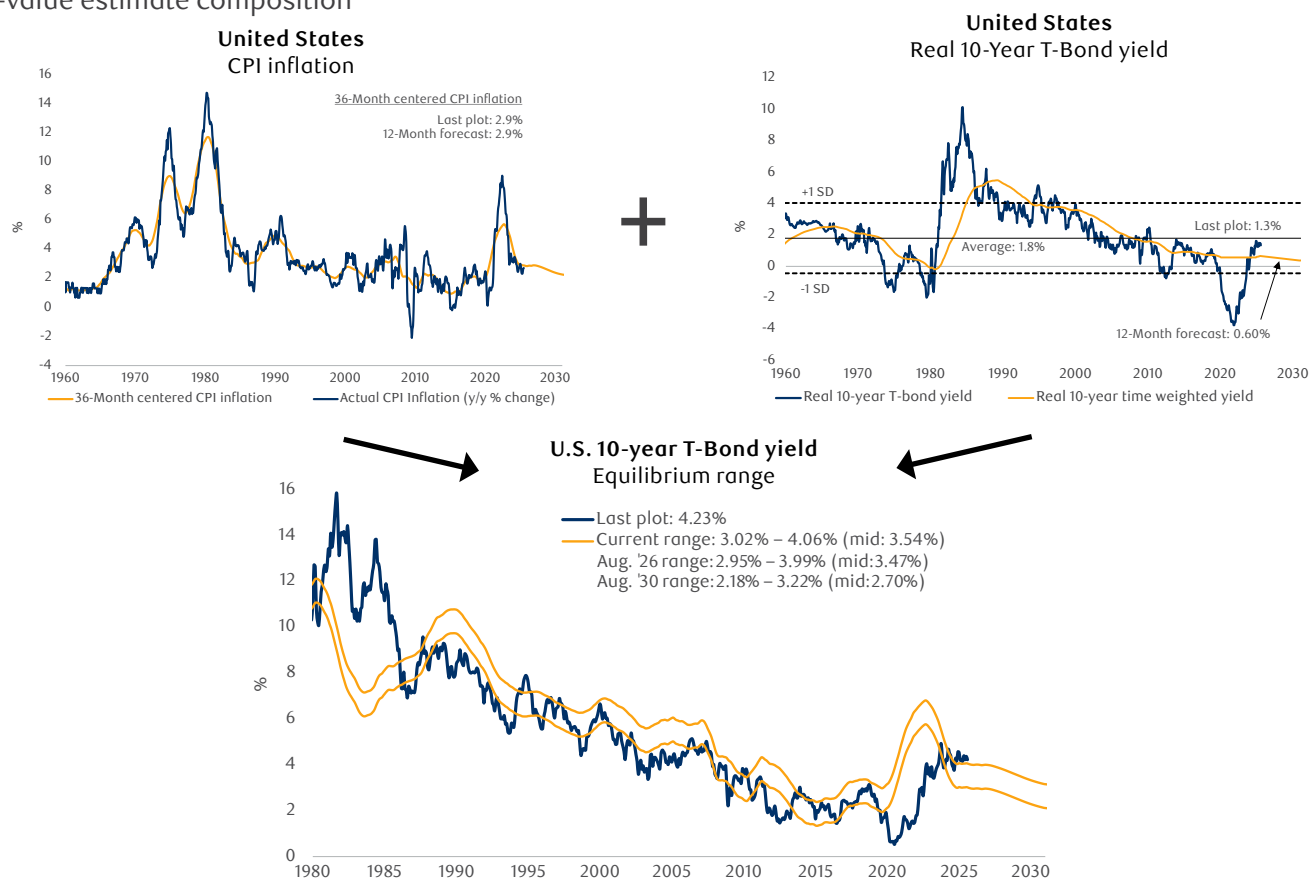 -value estimate composition
United States
CPI inflation
16
14
12
10
8
6
4
2
0
-2
-4
%
36-Month centered CPI inflation
Last plot: 2.9%
12-Month forecast: 2.9%
1960 1970 1980 1990 2000 2010 2020 2030
36-Month centered CPI inflation Actual CPI Inflation (y/y % change)
+
United States
Real 10-Year T-Bond yield
12
10
8
6
4
2
0
-2
-4
-6
%
+1 SD
Last plot: 1.3%
Average: 1.8%
-1 SD
12-Month forecast: 0.60%
1960 1970 1980 1990 2000 2010 2020 2030
Real 10-year T-bond yield Real 10-year time weighted yield
U.S. 10-year T-Bond yield
Equilibrium range
16
14
12
10
8
6
4
2
0
%
Last plot: 4.23%
Current range: 3.02% – 4.06% (mid: 3.54%)
Aug. '26 range:2.95% – 3.99% (mid:3.47%)
Aug. '30 range:2.18% – 3.22% (mid:2.70%)
1980 1985 1990 1995 2000 2005 2010 2015 2020 2025 2030